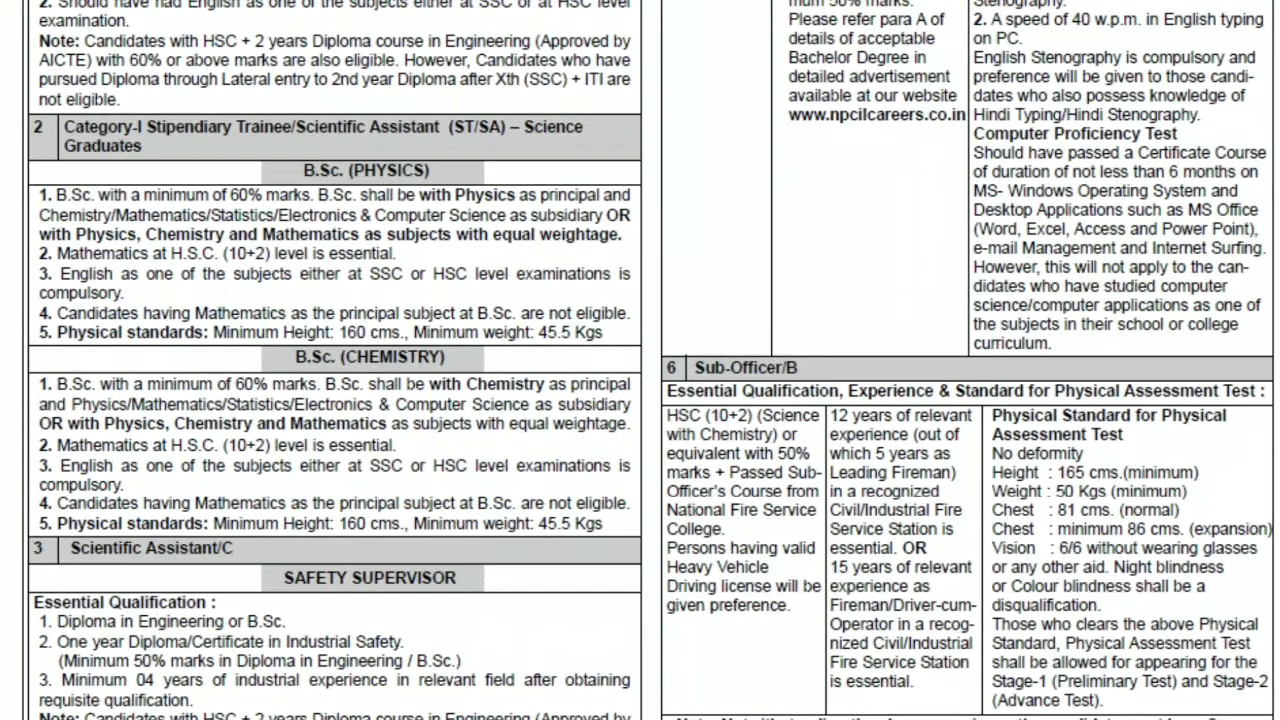 2. Should have had English as one of the subjects either at SSC or at HSC level
examination.
Note: Candidates with HSC + 2 years Diploma course in Engineering (Approved by
AICTE) with 60% or above marks are also eligible. However, Candidates who have
pursued Diploma through Lateral entry to 2nd year Diploma after Xth (SSC) + ITI are
not eligible.
2 Category-I Stipendiary Trainee/Scientific Assistant (ST/SA) – Science
Graduates
B.Sc. (PHYSICS)
1. B.Sc. with a minimum of 60% marks. B.Sc. shall be with Physics as principal and
Chemistry/Mathematics/Statistics/Electronics & Computer Science as subsidiary OR
with Physics, Chemistry and Mathematics as subjects with equal weightage.
2. Mathematics at H.S.C. (10+2) level is essential.
3. English as one of the subjects either at SSC or HSC level examinations is
compulsory.
4. Candidates having Mathematics as the principal subject at B.Sc. are not eligible.
5. Physical standards: Minimum Height: 160 cms., Minimum weight: 45.5 Kgs
B.Sc. (CHEMISTRY)
1. B.Sc. with a minimum of 60% marks. B.Sc. shall be with Chemistry as principal
and Physics/Mathematics/Statistics/Electronics & Computer Science as subsidiary
OR with Physics, Chemistry and Mathematics as subjects with equal weightage.
2. Mathematics at H.S.C. (10+2) level is essential.
3. English as one of the subjects either at SSC or HSC level examinations is
compulsory.
4. Candidates having Mathematics as the principal subject at B.Sc. are not eligible.
5. Physical standards: Minimum Height: 160 cms., Minimum weight: 45.5 Kgs
3 Scientific Assistant/C
SAFETY SUPERVISOR
Essential Qualification :
1. Diploma in Engineering or B.Sc.
2. One year Diploma/Certificate in Industrial Safety.
(Minimum 50% marks in Diploma in Engineering / B.Sc.)
3. Minimum 04 years of industrial experience in relevant field after obtaining
requisite qualification.
Note: Candidates with HSC + 2 years Diploma course in Engineering (Approved by
mum 50% marks.
Please refer para A of
details of acceptable
Bachelor Degree in
detailed advertisement
available at our website
www.npcilcareers.co.in
Stenography.
2. A speed of 40 w.p.m. in English typing
on PC.
English Stenography is compulsory and
preference will be given to those candi-
dates who also possess knowledge of
Hindi Typing/Hindi Stenography.
Computer Proficiency Test
Should have passed a Certificate Course
of duration of not less than 6 months on
MS- Windows Operating System and
Desktop Applications such as MS Office
(Word, Excel, Access and Power Point),
e-mail Management and Internet Surfing.
However, this will not apply to the can-
didates who have studied computer
science/computer applications as one of
the subjects in their school or college
curriculum.
6 Sub-Officer/B
Essential Qualification, Experience & Standard for Physical Assessment Test :
HSC (10+2) (Science
with Chemistry) or
equivalent with 50%
marks + Passed Sub-
Officer's Course from
National Fire Service
College.
Persons having valid
Heavy Vehicle
Driving license will be
given preference.
12 years of relevant
experience (out of
which 5 years as
Leading Fireman)
in a recognized
Civil/Industrial Fire
Service Station is
essential. OR
15 years of relevant
experience as
Fireman/Driver-cum-
Operator in a recog-
nized Civil/Industrial
Fire Service Station
is essential.
Physical Standard for Physical
Assessment Test
No deformity
Height : 165 cms.(minimum)
Weight : 50 Kgs (minimum)
Chest : 81 cms. (normal)
Chest : minimum 86 cms. (expansion)
Vision : 6/6 without wearing glasses
or any other aid. Night blindness
or Colour blindness shall be a
disqualification.
Those who clears the above Physical
Standard, Physical Assessment Test
shall be allowed for appearing for the
Stage-1 (Preliminary Test) and Stage-2
(Advance Test).